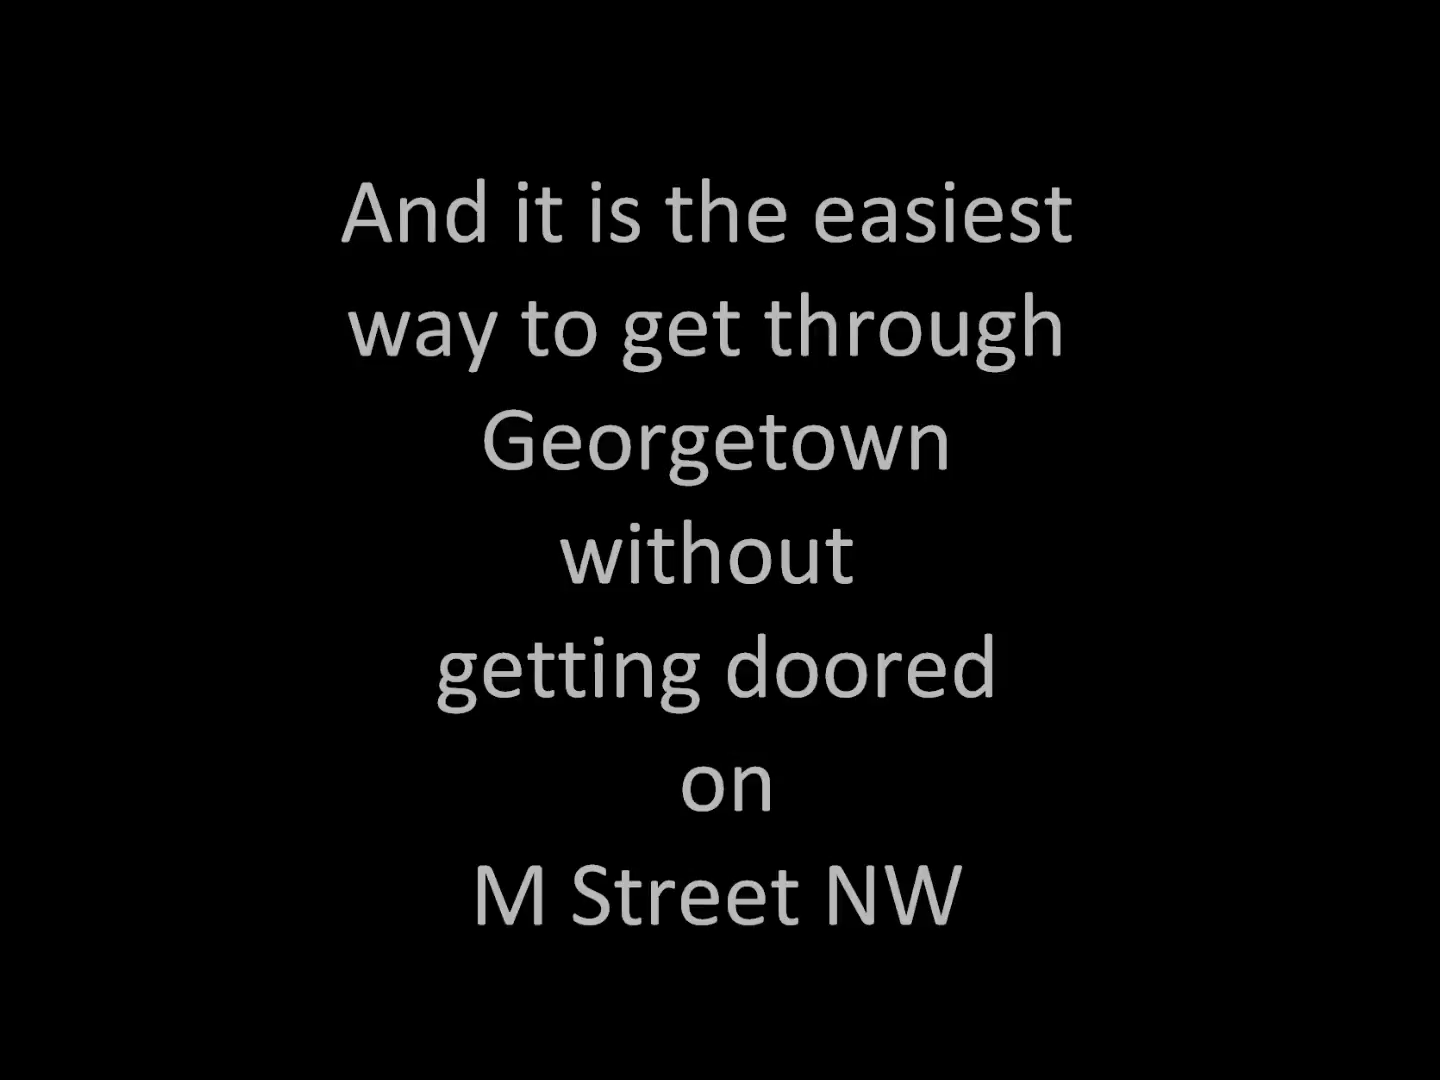 And it is the easiest
way to get through
Georgetown
without
getting doored
on
M Street NW